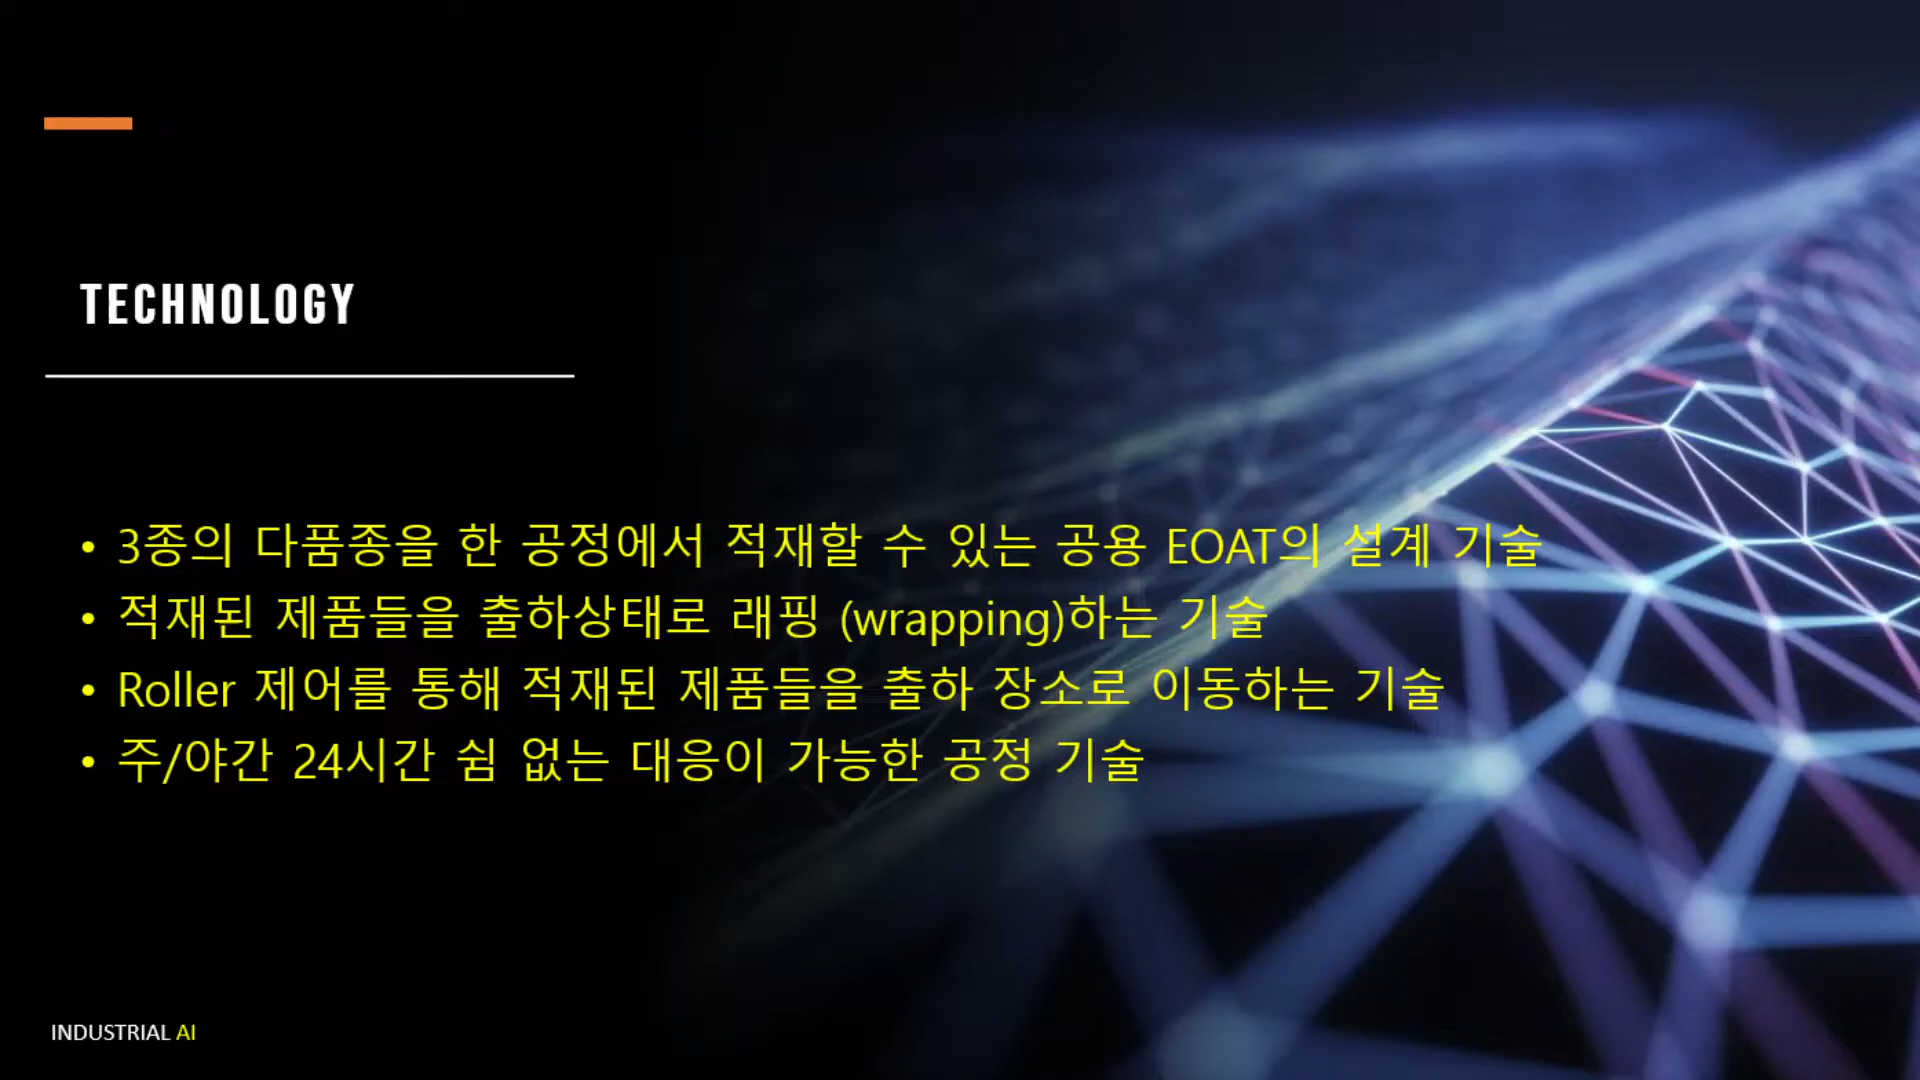 TECHNOLOGY
• 3종의 다품종을 한 공정에서 적재할 수 있는 공용 EOAT의 설계 기술
• 적재된 제품들을 출하상태로 래핑 (wrapping)하는 기술
• Roller 제어를 통해 적재된 제품들을 출하 장소로 이동하는 기술
• 주/야간 24시간 쉼 없는 대응이 가능한 공정 기술
INDUSTRIAL AI